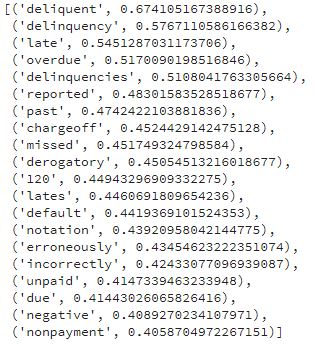 [('deliquent', 0.674105167388916),
('delinquency', 0.5767110586166382),
('late', 0.5451287031173706),
('overdue', 0.5170090198516846),
('delinquencies', 0.5108041763305664),
('reported', 0.48301583528518677),
('past', 0.4742422103881836),
('chargeoff', 0.4524429142475128),
('missed', 0.451749324798584),
('derogatory', 0.45054513216018677),
('120', 0.44943296909332275),
('lates', 0.4460691809654236),
('default', 0.4419369101524353),
('notation', 0.43920958042144775),
('erroneously', 0.43454623222351074),
('incorrectly', 0.42433077096939087),
('unpaid', 0.4147339463233948),
('due', 0.41443026065826416),
('negative', 0.4089270234107971),
('nonpayment', 0.4058704972267151)]